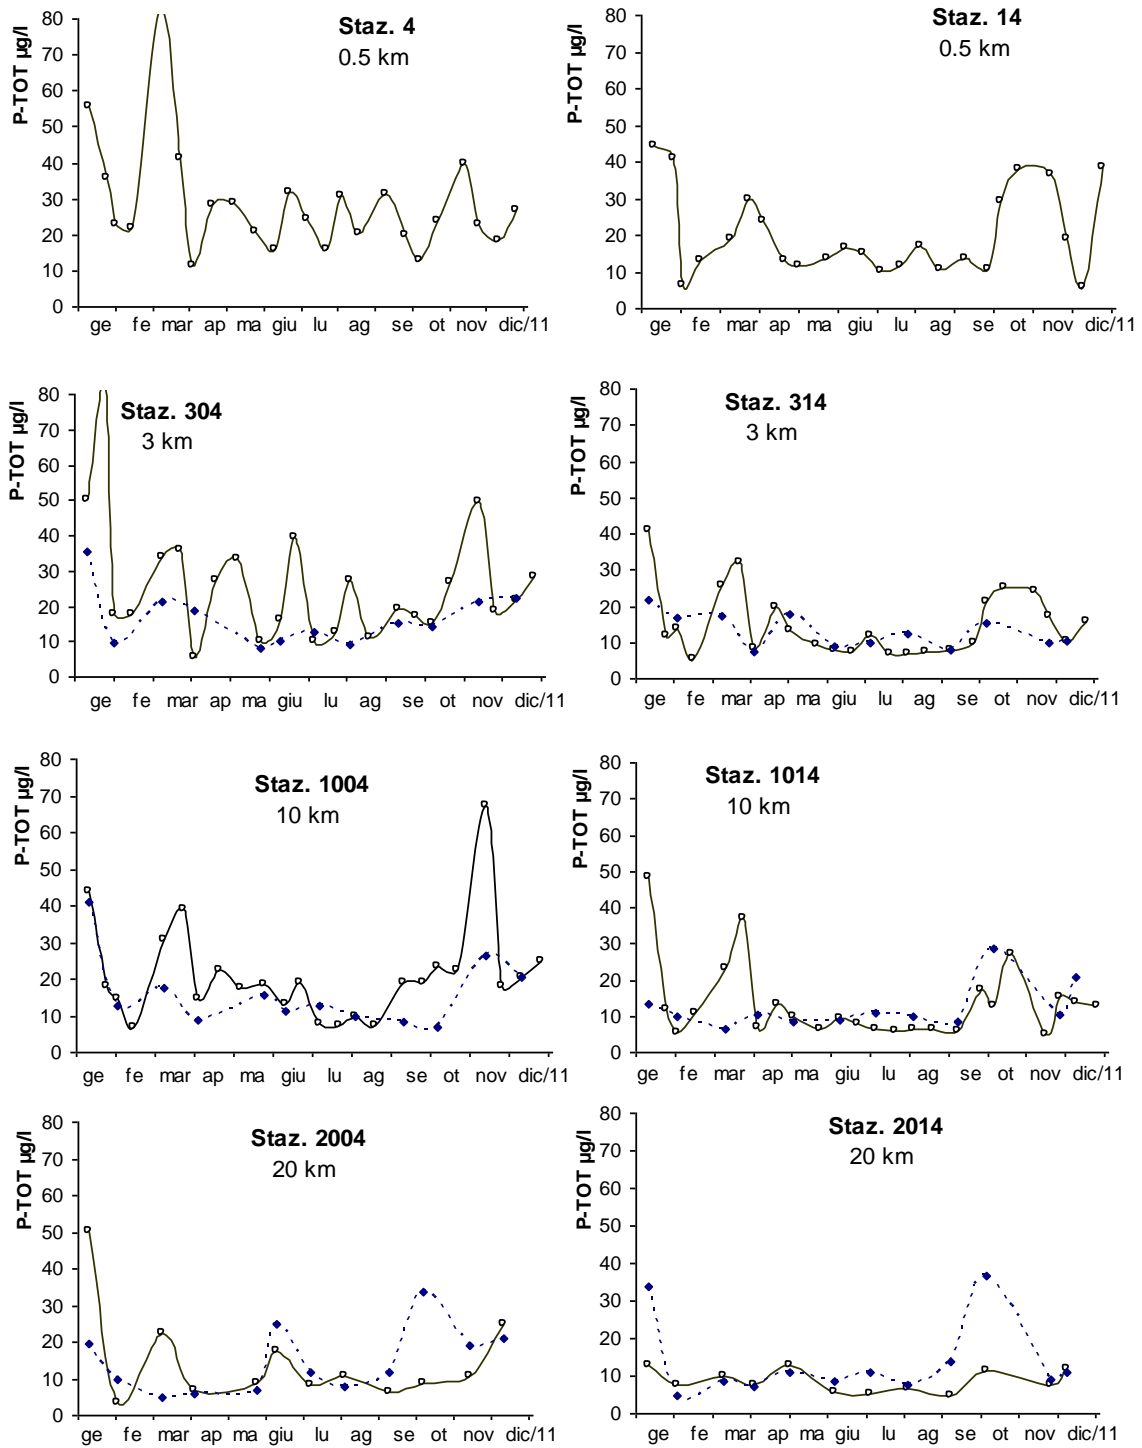 Staz. 4
0.5 km
P-TOT µg/l
80
70
60
50
40
30
20
10
0
ge fe mar ap ma giu lu ag se ot nov dic/11
Staz. 14
0.5 km
P-TOT µg/l
80
70
60
50
40
30
20
10
0
ge fe mar ap ma giu lu ag se ot nov dic/11
Staz. 304
3 km
P-TOT µg/l
80
70
60
50
40
30
20
10
0
ge fe mar ap ma giu lu ag se ot nov dic/11
Staz. 314
3 km
P-TOT µg/l
80
70
60
50
40
30
20
10
0
ge fe mar ap ma giu lu ag se ot nov dic/11
Staz. 1004
10 km
P-TOT µg/l
80
70
60
50
40
30
20
10
0
ge fe mar ap ma giu lu ag se ot nov dic/11
Staz. 1014
10 km
P-TOT µg/l
80
70
60
50
40
30
20
10
0
ge fe mar ap ma giu lu ag se ot nov dic/11
Staz. 2004
20 km
P-TOT µg/l
80
70
60
50
40
30
20
10
0
ge fe mar ap ma giu lu ag se ot nov dic/11
Staz. 2014
20 km
P-TOT µg/l
80
70
60
50
40
30
20
10
0
ge fe mar ap ma giu lu ag se ot nov dic/11